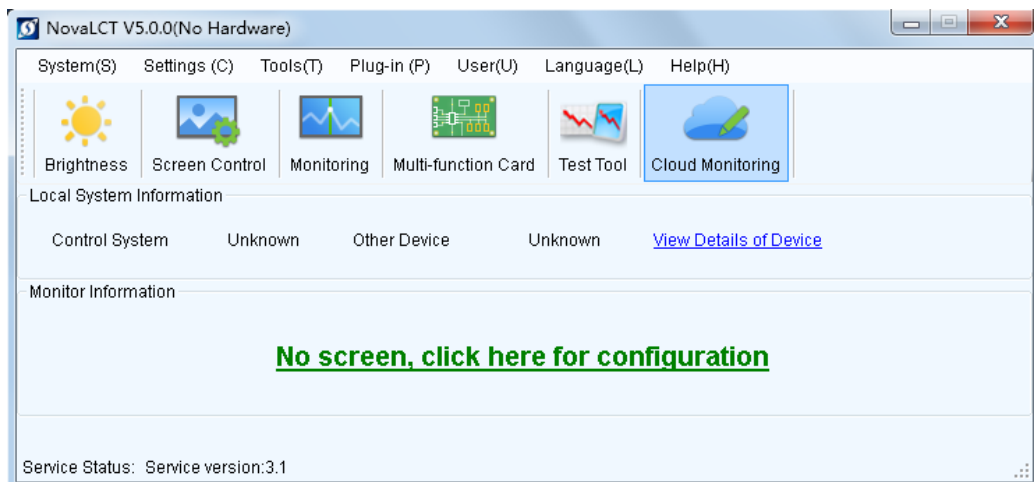 NovaLCT V5.0.0(No Hardware)
System(S) Settings (C) Tools(T) Plug-in (P) User(U) Language(L) Help(H)
Brightness Screen Control Monitoring Multi-function Card Test Tool Cloud Monitoring
Local System Information
Control System Unknown Other Device Unknown View Details of Device
Monitor Information
No screen, click here for configuration
Service Status: Service version:3.1